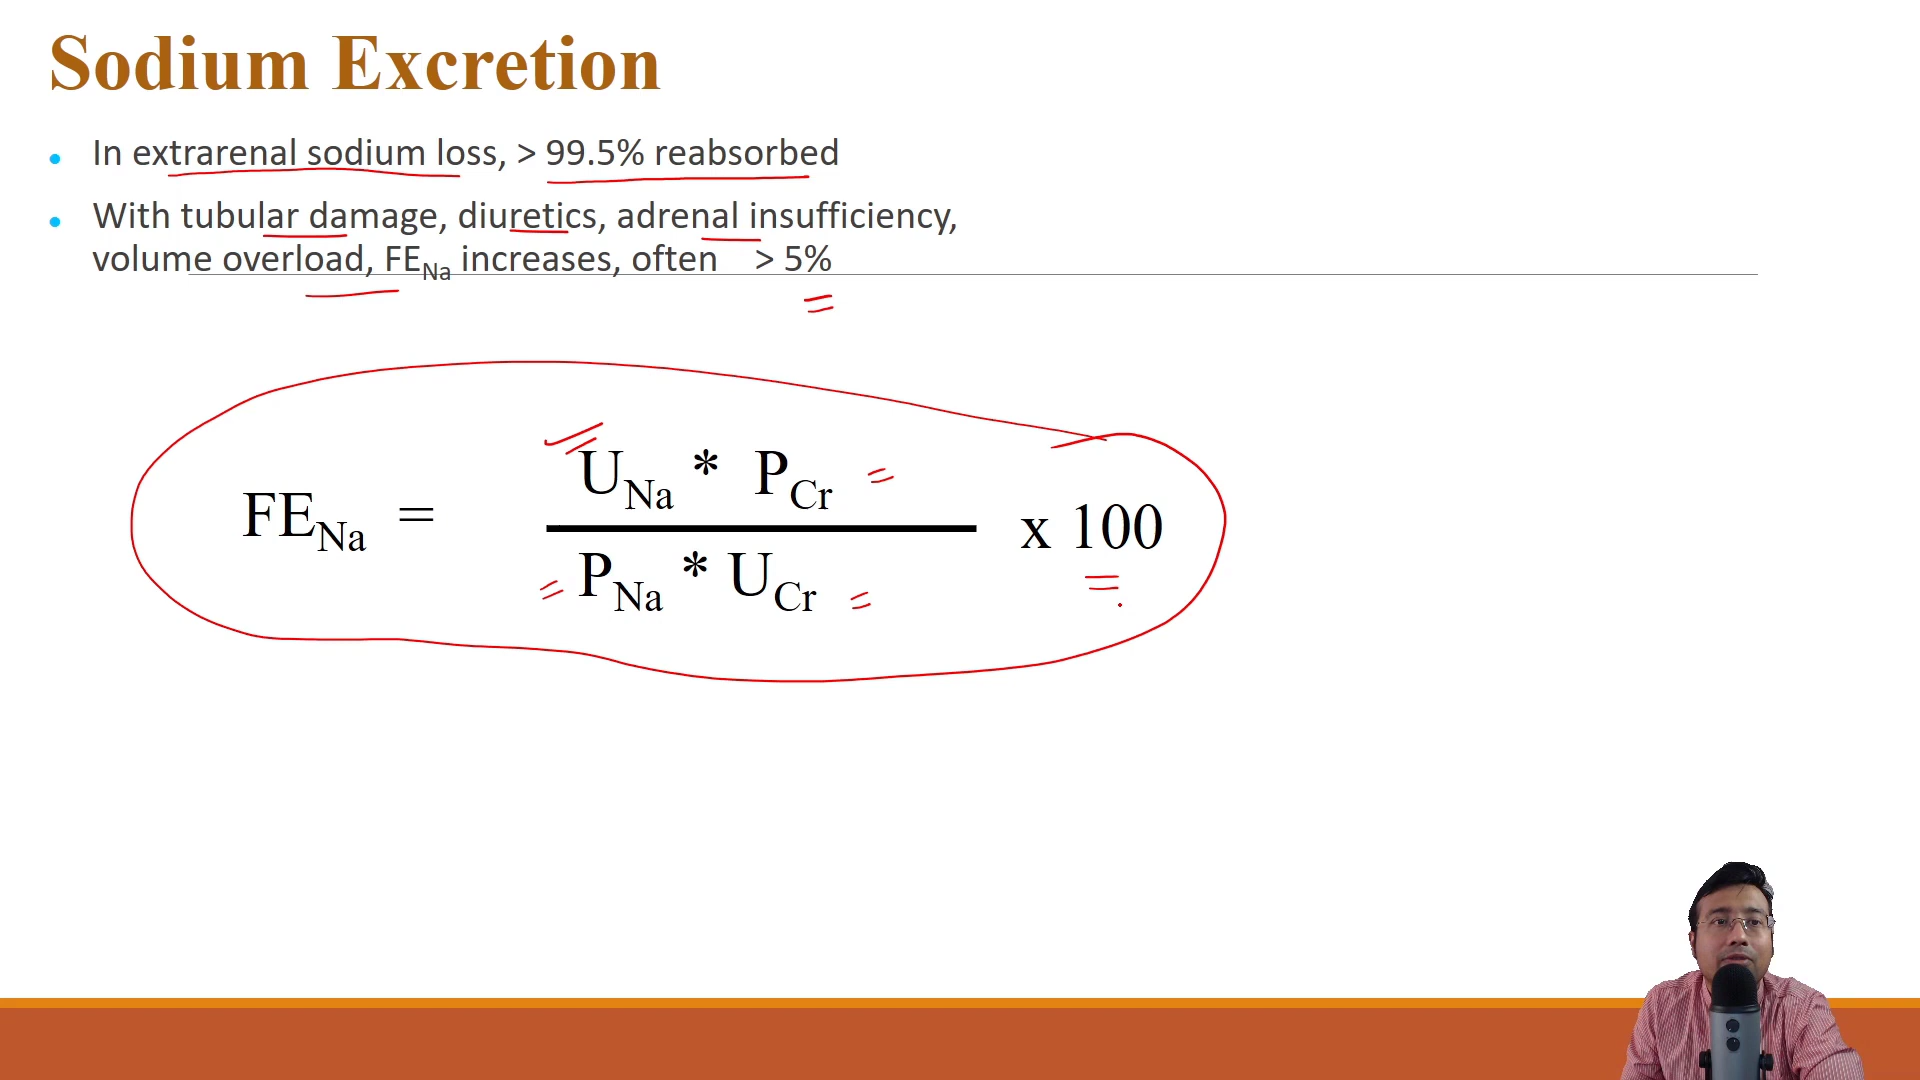 Sodium Excretion
In extrarenal sodium loss, > 99.5% reabsorbed
With tubular damage, diuretics, adrenal insufficiency,
volume overload, FENa increases, often > 5%
UNa * PCr
FENa = x 100
PNa * UCr